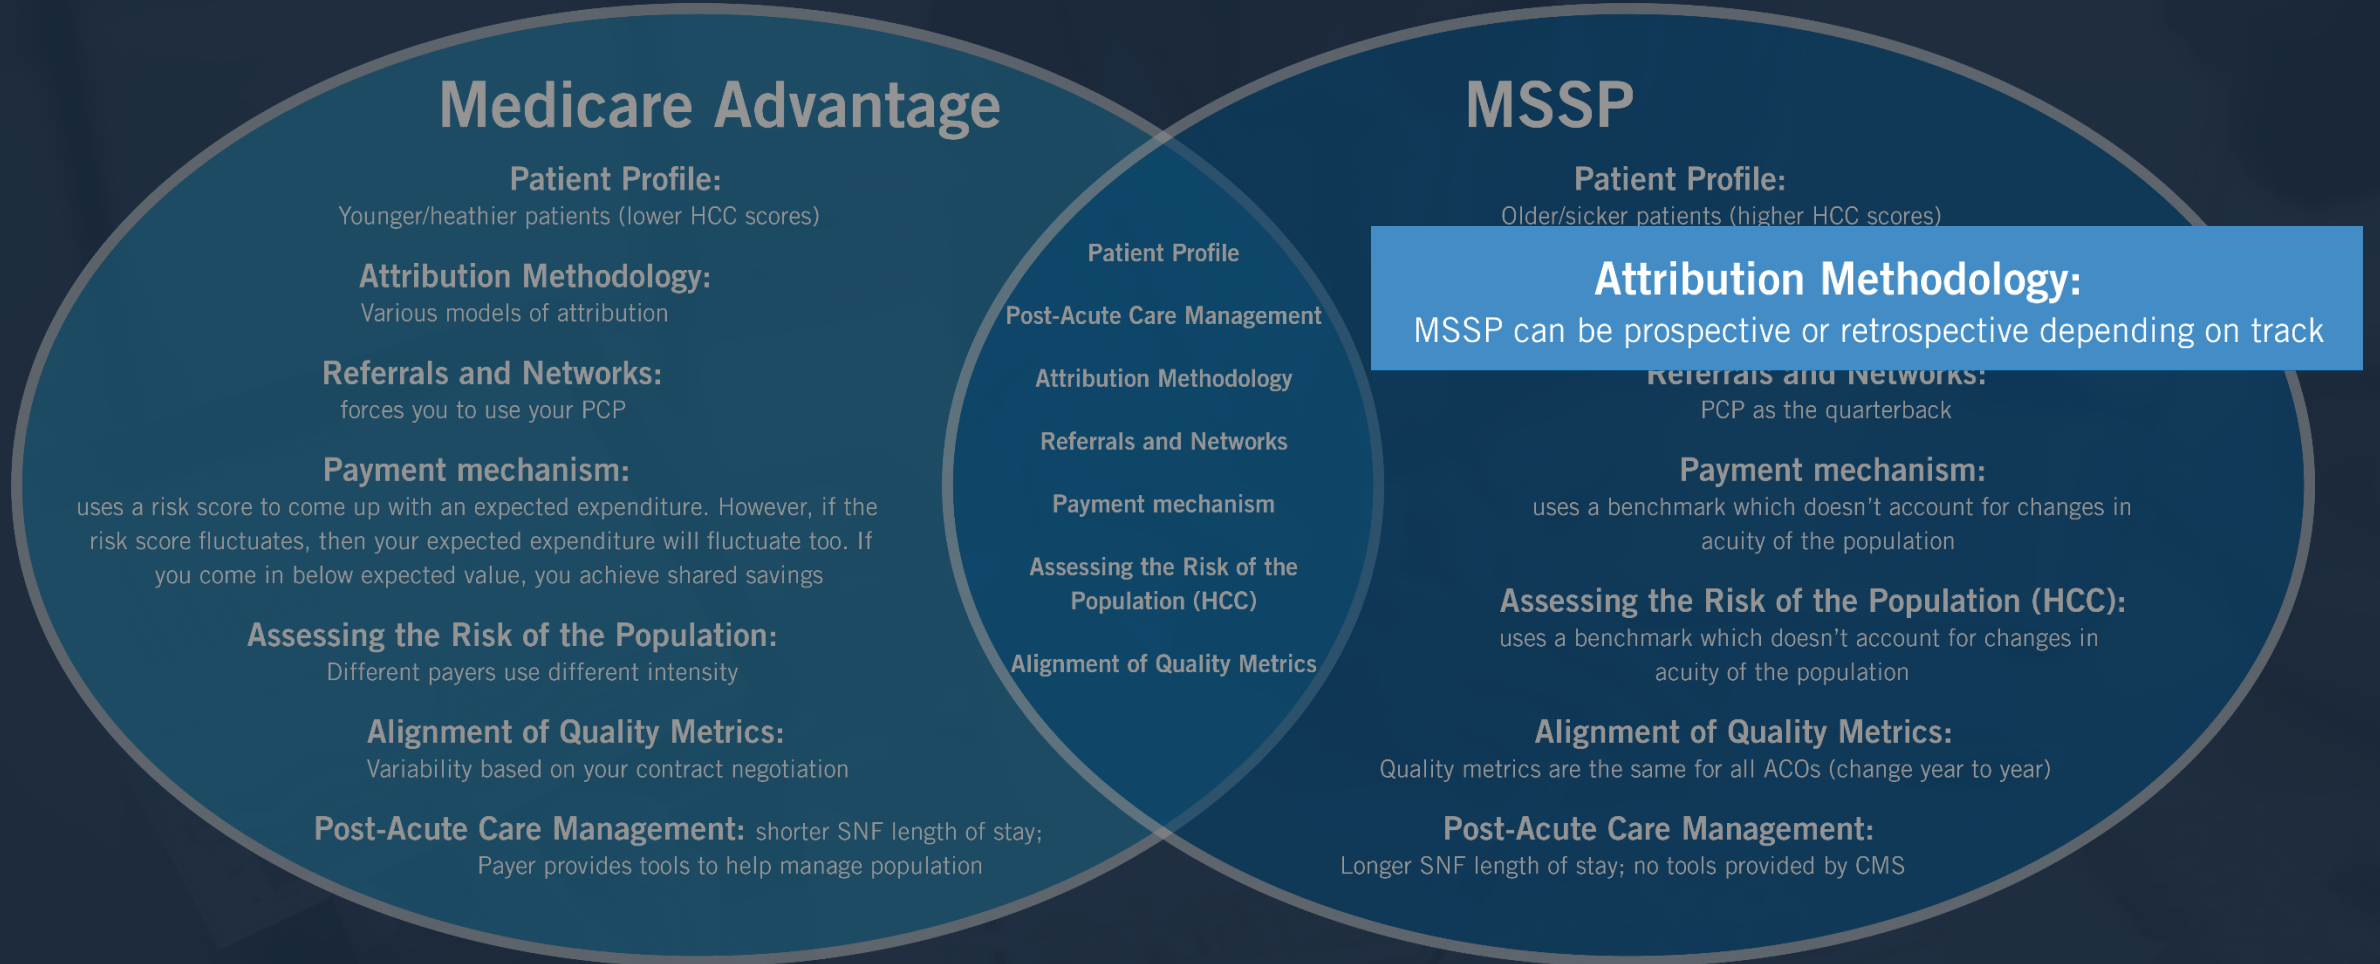 Medicare Advantage
Patient Profile:
Younger/heathier patients (lower HCC scores)
Attribution Methodology:
Various models of attribution
Referrals and Networks:
forces you to use your PCP
Payment mechanism:
uses a risk score to come up with an expected expenditure. However, if the
risk score fluctuates, then your expected expenditure will fluctuate too. If
you come in below expected value, you achieve shared savings
Assessing the Risk of the Population:
Different payers use different intensity
Alignment of Quality Metrics:
Variability based on your contract negotiation
Post-Acute Care Management: shorter SNF length of stay;
Payer provides tools to help manage population
Patient Profile
Post-Acute Care Management
Attribution Methodology
Referrals and Networks
Payment mechanism
Assessing the Risk of the
Population (HCC)
Alignment of Quality Metrics
MSSP
Patient Profile:
Older/sicker patients (higher HCC scores)
Attribution Methodology:
MSSP can be prospective or retrospective depending on track
Referrals and Networks:
PCP as the quarterback
Payment mechanism:
uses a benchmark which doesn't account for changes in
acuity of the population
Assessing the Risk of the Population (HCC):
uses a benchmark which doesn't account for changes in
acuity of the population
Alignment of Quality Metrics:
Quality metrics are the same for all ACOs (change year to year)
Post-Acute Care Management:
Longer SNF length of stay; no tools provided by CMS